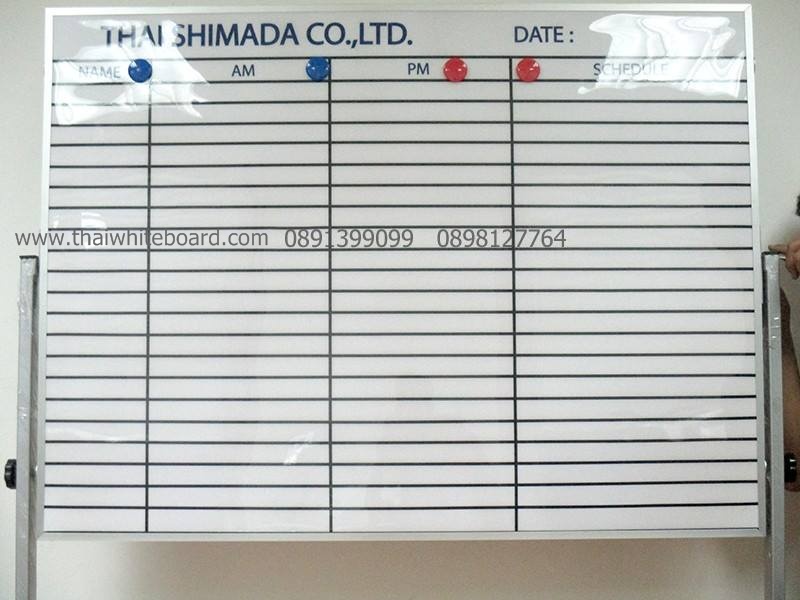 THAI SHIMADA CO.,LTD. DATE :
NAME AM PM SCHEDULE
www.thaiwhiteboard.com 0891399099 0898127764